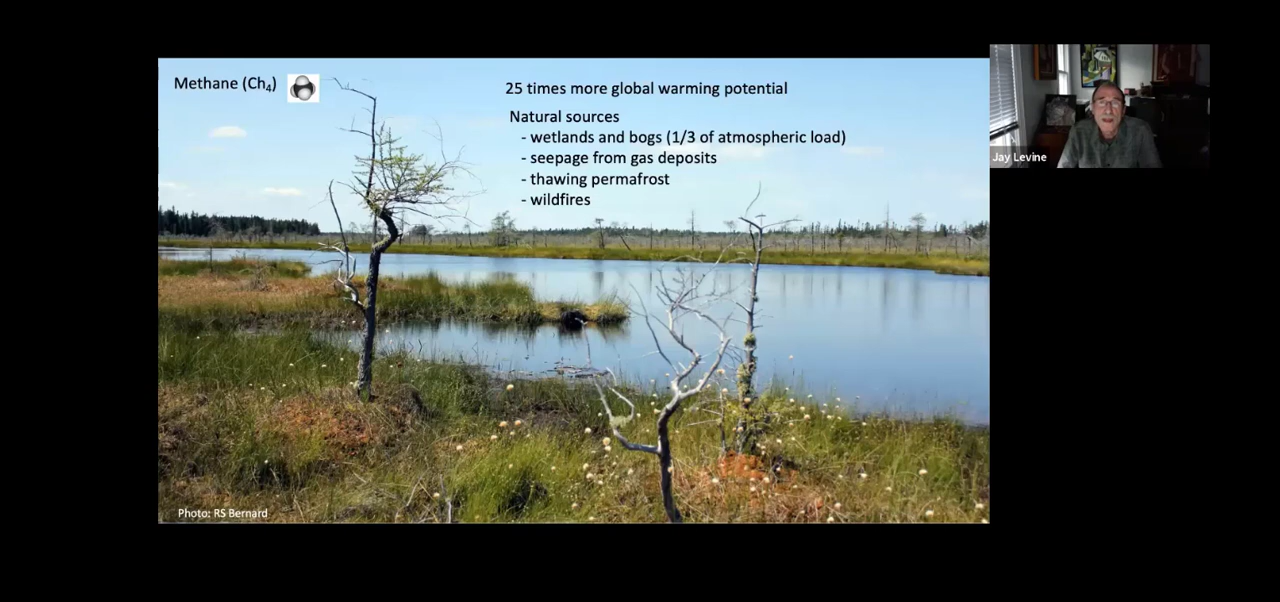 Methane (Ch₄)
25 times more global warming potential
Natural sources
- wetlands and bogs (1/3 of atmospheric load)
- seepage from gas deposits
- thawing permafrost
- wildfires
Jay Levine
Photo: RS Bernard